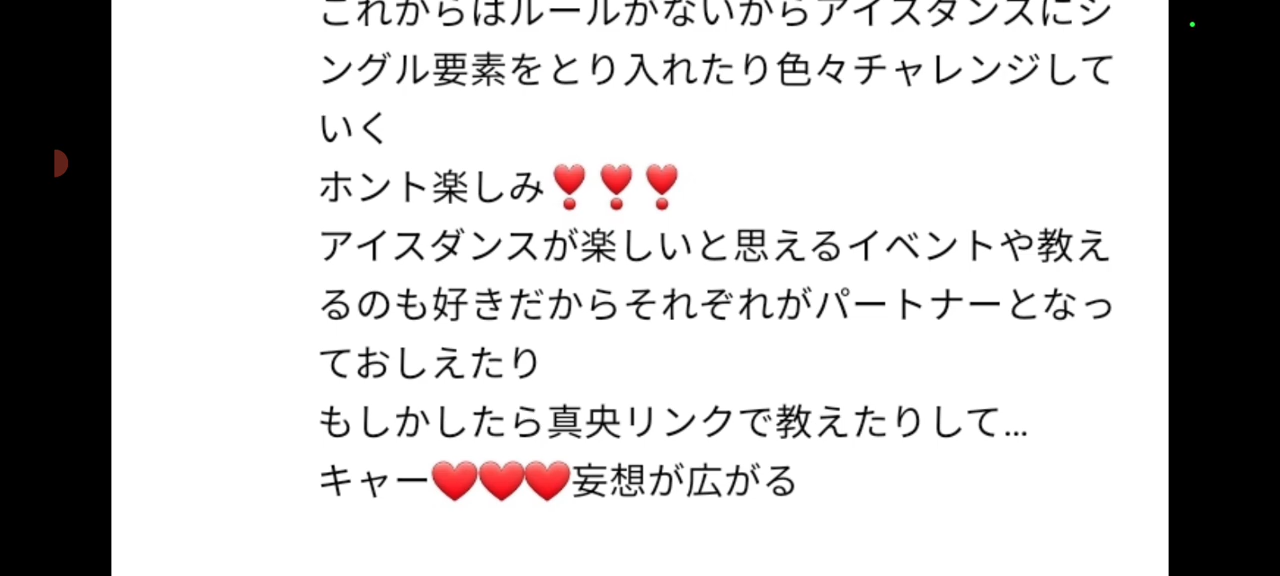 これからはルールがないからアイスダンスにシ
ングル要素をとり入れたり色々チャレンジして
いく
ホント楽しみ❣️❣️❣️
アイスダンスが楽しいと思えるイベントや教え
るのも好きだからそれぞれがパートナーとなっ
ておしえたり
もしかしたら真央リンクで教えたりして...
キャー❤️❤️❤️妄想が広がる